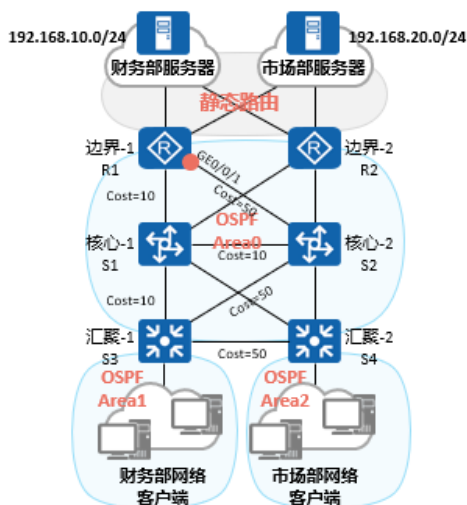 192.168.10.0/24
192.168.20.0/24
财务部服务器
市场部服务器
静态路由
边界-1
R1
边界-2
R2
GE0/0/1
Cost=10
Cost=50
OSPF
Area0
核心-1
S1
核心-2
S2
Cost=10
Cost=10
Cost=50
汇聚-1
S3
汇聚-2
S4
Cost=50
OSPF
Area1
OSPF
Area2
财务部网络
客户端
市场部网络
客户端